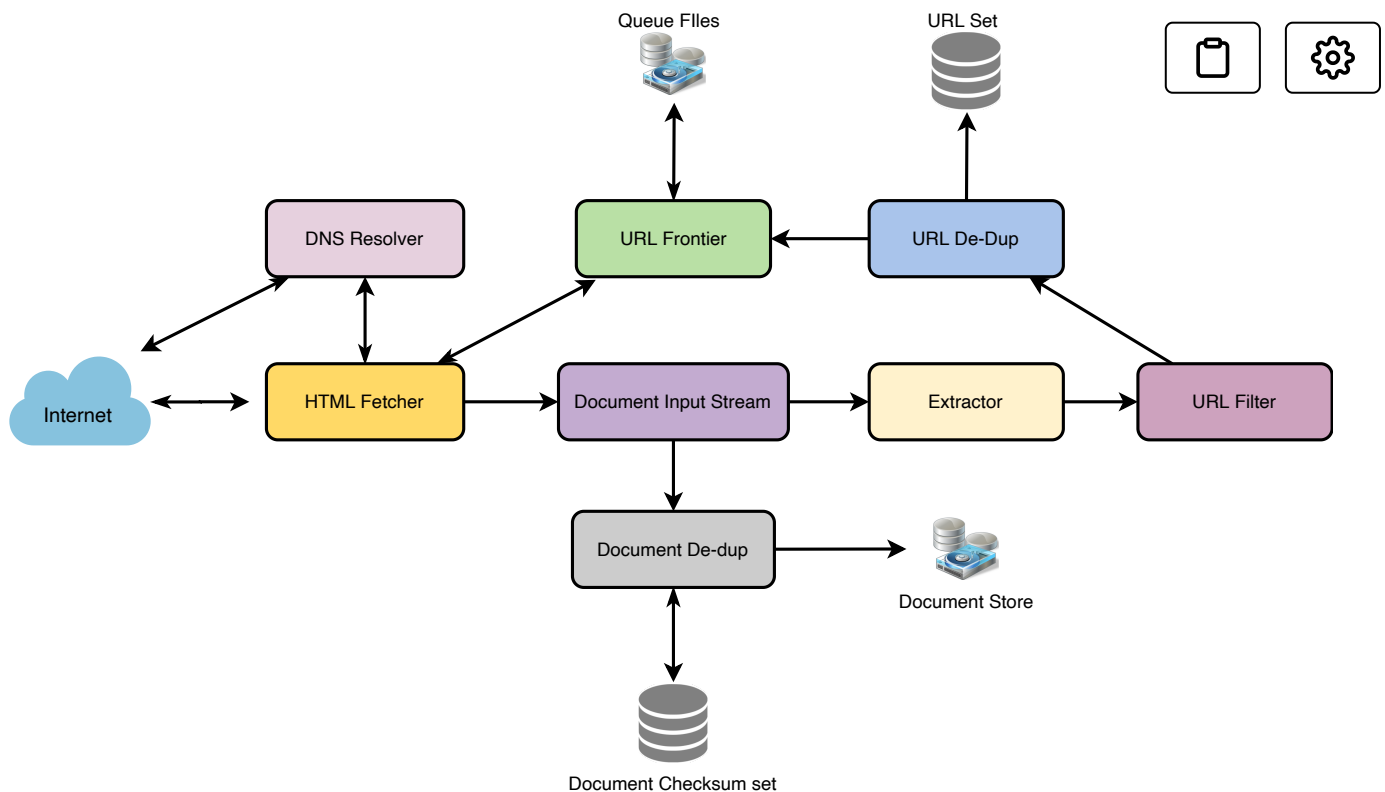 Queue FIles
URL Set
DNS Resolver
URL Frontier
URL De-Dup
Internet
HTML Fetcher
Document Input Stream
Extractor
URL Filter
Document De-dup
Document Store
Document Checksum set